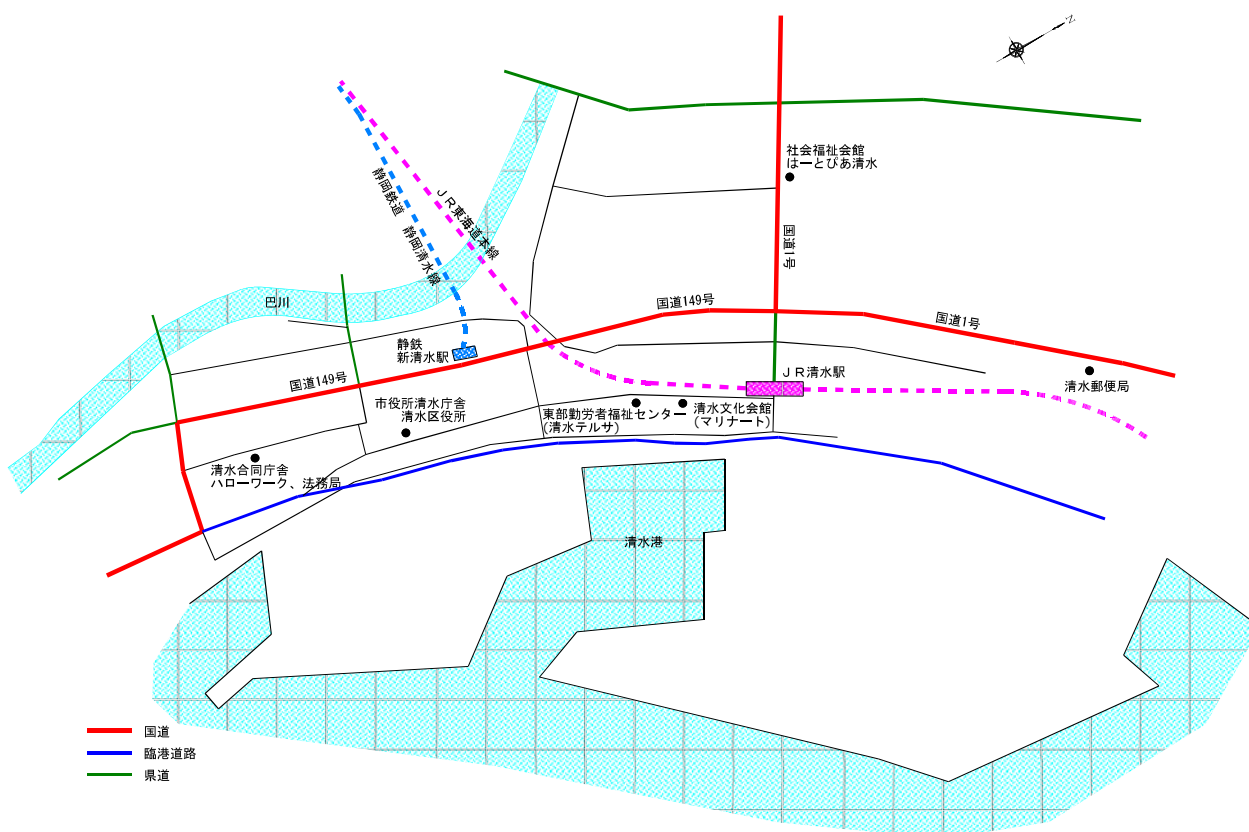 N
社会福祉会館
はーとぴあ清水
静岡鉄道　静岡清水線
ＪＲ東海道本線
国道1号
巴川
国道149号
国道1号
静鉄
新清水駅
国道149号
ＪＲ清水駅
清水郵便局
市役所清水庁舎
清水区役所
東部勤労者福祉センター
(清水テルサ)
清水文化会館
(マリナート)
清水合同庁舎
ハローワーク、法務局
清水港
国道
臨港道路
県道